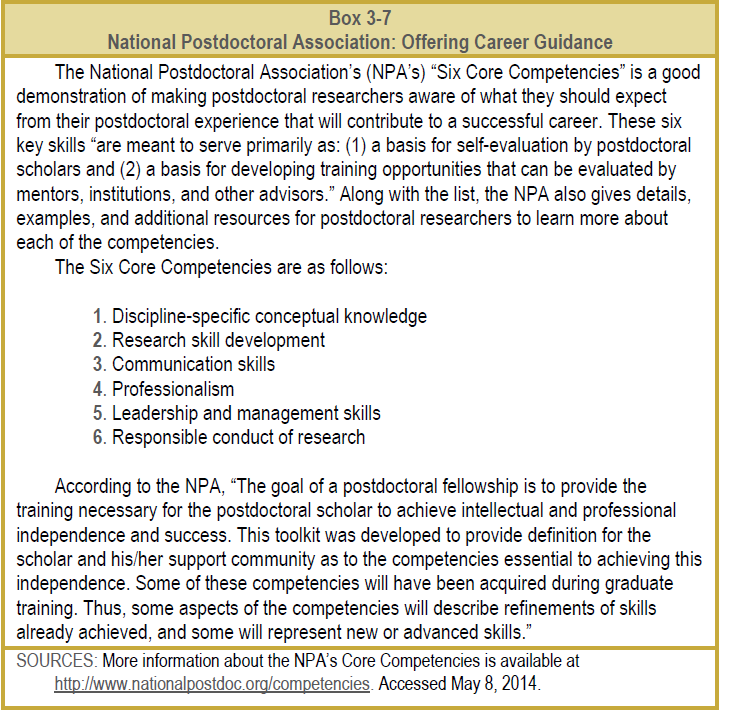 Box 3-7
National Postdoctoral Association: Offering Career Guidance
The National Postdoctoral Association’s (NPA’s) “Six Core Competencies” is a good
demonstration of making postdoctoral researchers aware of what they should expect
from their postdoctoral experience that will contribute to a successful career. These six
key skills “are meant to serve primarily as: (1) a basis for self-evaluation by postdoctoral
scholars and (2) a basis for developing training opportunities that can be evaluated by
mentors, institutions, and other advisors.” Along with the list, the NPA also gives details,
examples, and additional resources for postdoctoral researchers to learn more about
each of the competencies.
The Six Core Competencies are as follows:
1. Discipline-specific conceptual knowledge
2. Research skill development
3. Communication skills
4. Professionalism
5. Leadership and management skills
6. Responsible conduct of research
According to the NPA, “The goal of a postdoctoral fellowship is to provide the
training necessary for the postdoctoral scholar to achieve intellectual and professional
independence and success. This toolkit was developed to provide definition for the
scholar and his/her support community as to the competencies essential to achieving this
independence. Some of these competencies will have been acquired during graduate
training. Thus, some aspects of the competencies will describe refinements of skills
already achieved, and some will represent new or advanced skills.”
SOURCES: More information about the NPA’s Core Competencies is available at
http://www.nationalpostdoc.org/competencies. Accessed May 8, 2014.